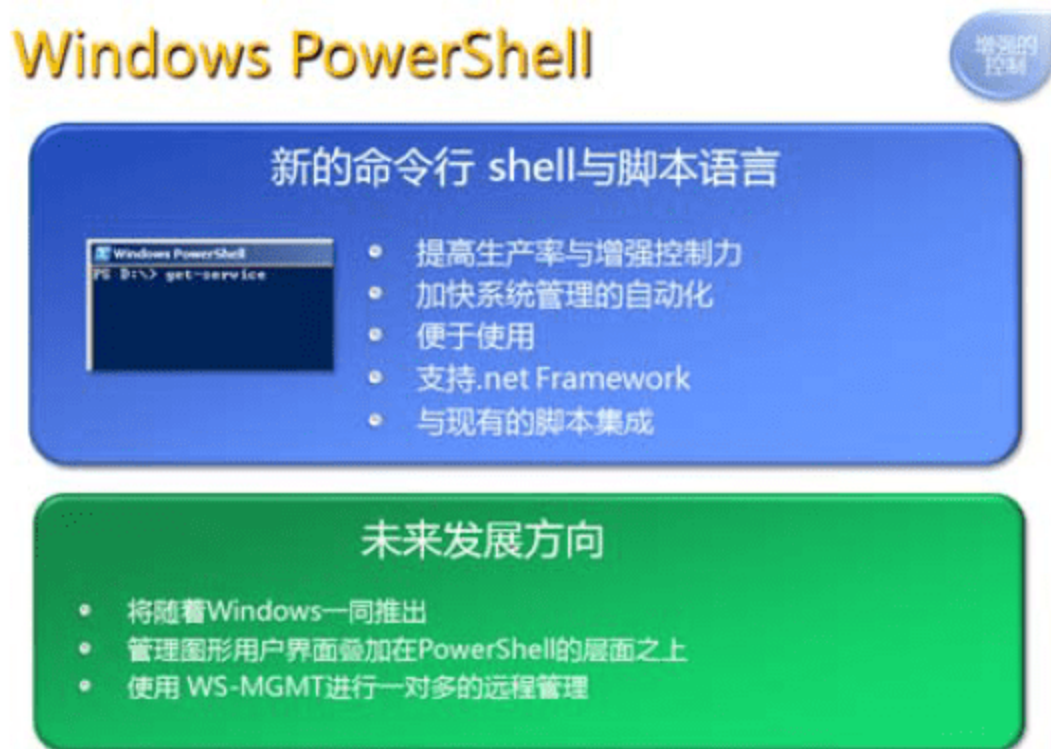 Windows PowerShell
增强的
控制
新的命令行 shell与脚本语言
Windows PowerShell
PS D:\> get-service
提高生产率与增强控制力
加快系统管理的自动化
便于使用
支持.net Framework
与现有的脚本集成
未来发展方向
将随着Windows一同推出
管理图形用户界面叠加在PowerShell的层面之上
使用 WS-MGMT进行一对多的远程管理